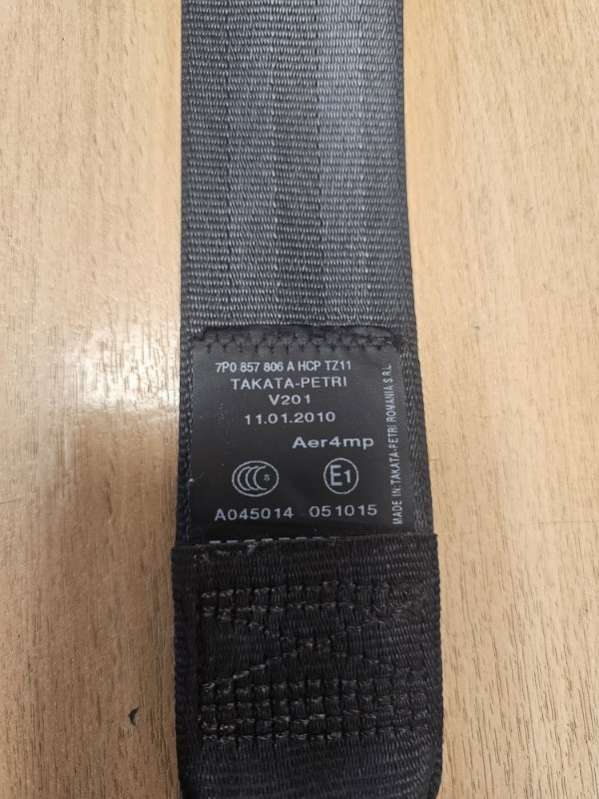 7P0 857 806 A HCP TZ11
TAKATA-PETRI
V201
11.01.2010
Aer4mp
CCC S
E1
A045014 051015
MADE IN: TAKATA-PETRI ROMANIA S.R.L.